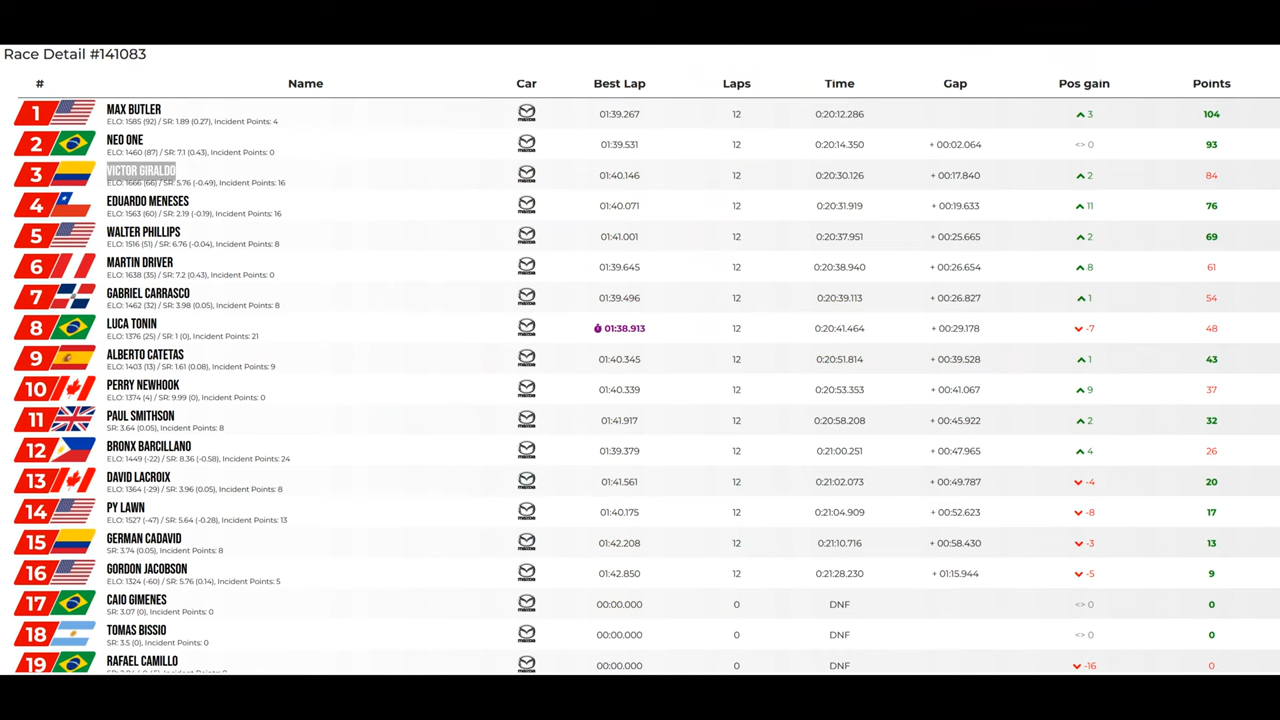 Race Detail #141083
# Name Car Best Lap Laps Time Gap Pos gain Points
1 MAX BUTLER 01:39.267 12 0:20:12.286 3 104
ELO: 1585 (92) / SR: 1.89 (0.27), Incident Points: 4
2 NEO ONE 01:39.531 12 0:20:14.350 + 00:02.064 <> 0 93
ELO: 1460 (87) / SR: 7.1 (0.43), Incident Points: 0
3 VICTOR GIRALDO 01:40.146 12 0:20:30.126 + 00:17.840 2 84
ELO: 1666 (66) / SR: 5.76 (-0.49), Incident Points: 16
4 EDUARDO MENESES 01:40.071 12 0:20:31.919 + 00:19.633 11 76
ELO: 1563 (60) / SR: 2.19 (-0.19), Incident Points: 16
5 WALTER PHILLIPS 01:41.001 12 0:20:37.951 + 00:25.665 2 69
ELO: 1516 (51) / SR: 6.76 (-0.04), Incident Points: 8
6 MARTIN DRIVER 01:39.645 12 0:20:38.940 + 00:26.654 8 61
ELO: 1638 (35) / SR: 7.2 (0.43), Incident Points: 0
7 GABRIEL CARRASCO 01:39.496 12 0:20:39.113 + 00:26.827 1 54
ELO: 1462 (32) / SR: 3.98 (0.05), Incident Points: 8
8 LUCA TONIN 01:38.913 12 0:20:41.464 + 00:29.178 -7 48
ELO: 1376 (25) / SR: 1 (0), Incident Points: 21
9 ALBERTO CATETAS 01:40.345 12 0:20:51.814 + 00:39.528 1 43
ELO: 1403 (13) / SR: 1.61 (0.08), Incident Points: 9
10 PERRY NEWHOOK 01:40.339 12 0:20:53.353 + 00:41.067 9 37
ELO: 1374 (4) / SR: 9.99 (0), Incident Points: 0
11 PAUL SMITHSON 01:41.917 12 0:20:58.208 + 00:45.922 2 32
SR: 3.64 (0.05), Incident Points: 8
12 BRONX BARCILLANO 01:39.379 12 0:21:00.251 + 00:47.965 4 26
ELO: 1449 (-22) / SR: 8.36 (-0.58), Incident Points: 24
13 DAVID LACROIX 01:41.561 12 0:21:02.073 + 00:49.787 -4 20
ELO: 1364 (-29) / SR: 3.96 (0.05), Incident Points: 8
14 PY LAWN 01:40.175 12 0:21:04.909 + 00:52.623 -8 17
ELO: 1527 (-47) / SR: 5.64 (-0.28), Incident Points: 13
15 GERMAN CADAVID 01:42.208 12 0:21:10.716 + 00:58.430 -3 13
SR: 3.74 (0.05), Incident Points: 8
16 GORDON JACOBSON 01:42.850 12 0:21:28.230 + 01:15.944 -5 9
ELO: 1324 (-60) / SR: 5.76 (0.14), Incident Points: 5
17 CAIO GIMENES 00:00.000 0 DNF <> 0 0
SR: 3.07 (0), Incident Points: 0
18 TOMAS BISSIO 00:00.000 0 DNF <> 0 0
SR: 3.5 (0), Incident Points: 0
19 RAFAEL CAMILLO 00:00.000 0 DNF -16 0